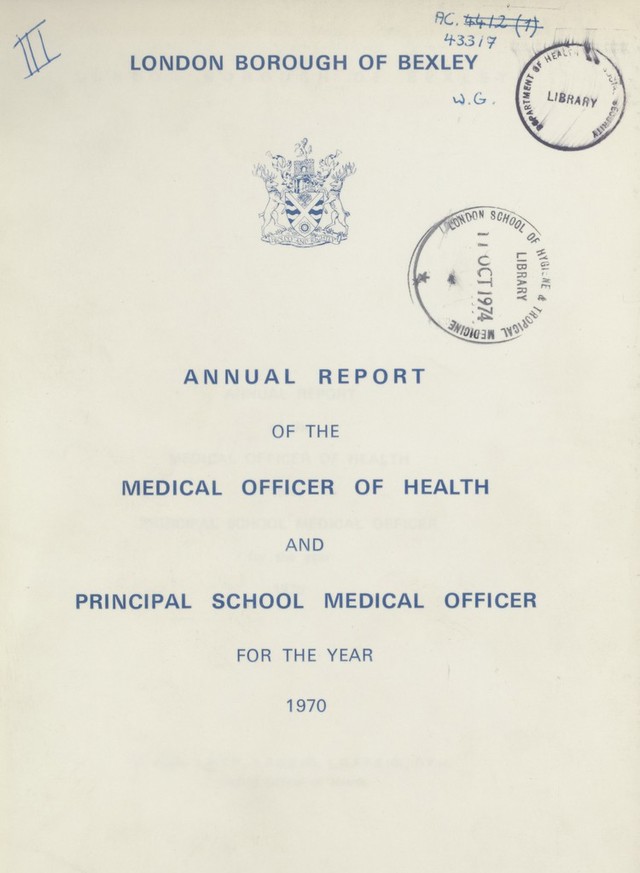 III
AC. 4412 (1)
43317
LONDON BOROUGH OF BEXLEY
W.G.
DEPARTMENT OF HEALTH
LIBRARY
SECURITY
LONDON SCHOOL OF HYGIENE & TROPICAL MEDICINE
LIBRARY
11 OCT 1974
ANNUAL REPORT
OF THE
MEDICAL OFFICER OF HEALTH
AND
PRINCIPAL SCHOOL MEDICAL OFFICER
FOR THE YEAR
1970